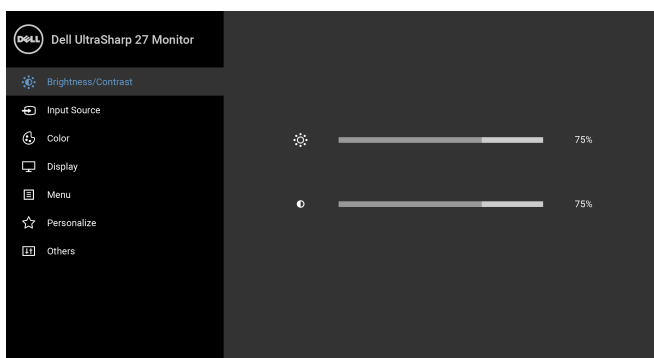 DELL
Dell UltraSharp 27 Monitor
Brightness/Contrast
Input Source
Color
Display
Menu
Personalize
Others
75%
75%